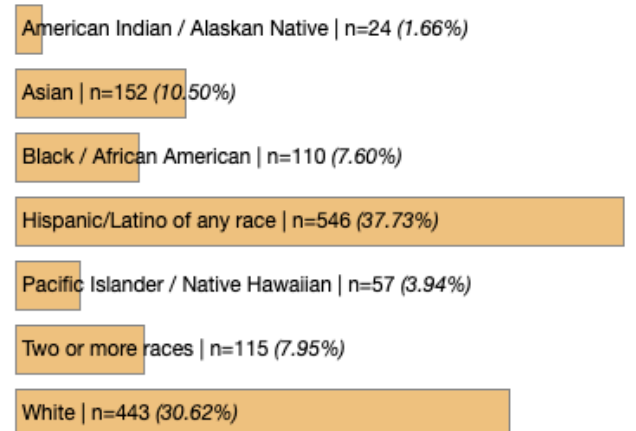 American Indian / Alaskan Native | n=24 (1.66%)
Asian | n=152 (10.50%)
Black / African American | n=110 (7.60%)
Hispanic/Latino of any race | n=546 (37.73%)
Pacific Islander / Native Hawaiian | n=57 (3.94%)
Two or more races | n=115 (7.95%)
White | n=443 (30.62%)